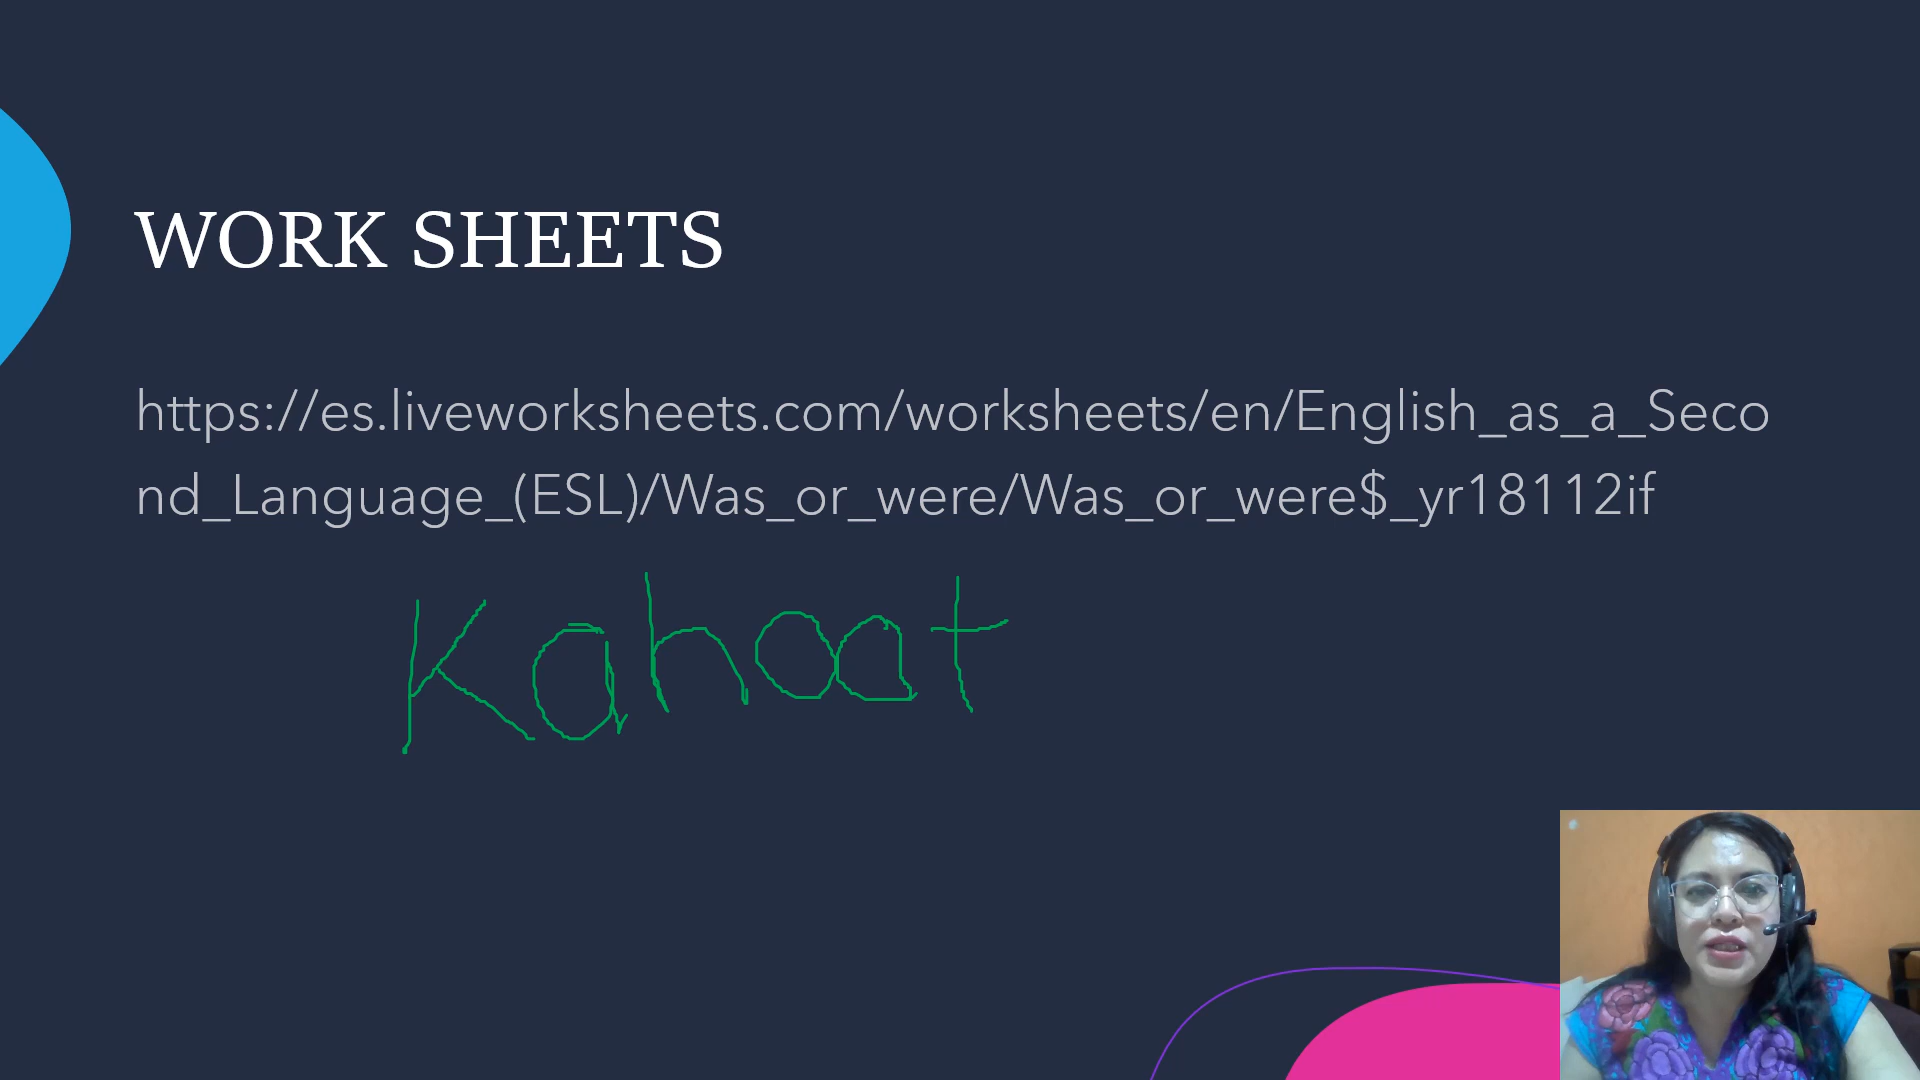 WORK SHEETS
https://es.liveworksheets.com/worksheets/en/English_as_a_Seco
nd_Language_(ESL)/Was_or_were/Was_or_were$_yr18112if
Kahoot